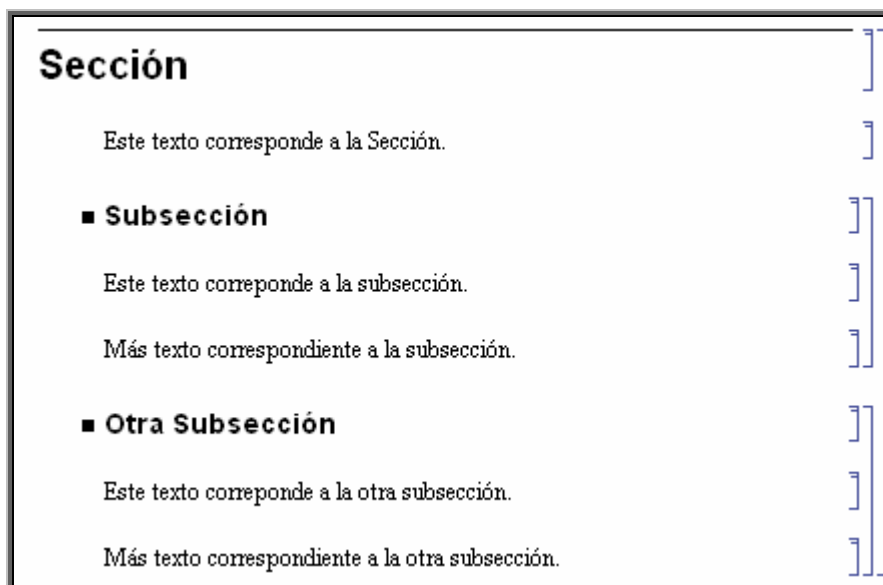 Sección
Este texto corresponde a la Sección.
Subsección
Este texto correponde a la subsección.
Más texto correspondiente a la subsección.
Otra Subsección
Este texto correponde a la otra subsección.
Más texto correspondiente a la otra subsección.